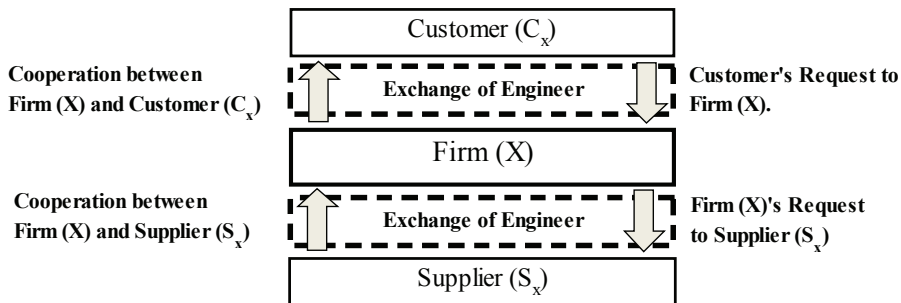 Customer (Cx)
Cooperation between
Firm (X) and Customer (Cx)
Exchange of Engineer
Customer's Request to
Firm (X).
Firm (X)
Cooperation between
Firm (X) and Supplier (Sx)
Exchange of Engineer
Firm (X)'s Request
to Supplier (Sx)
Supplier (Sx)